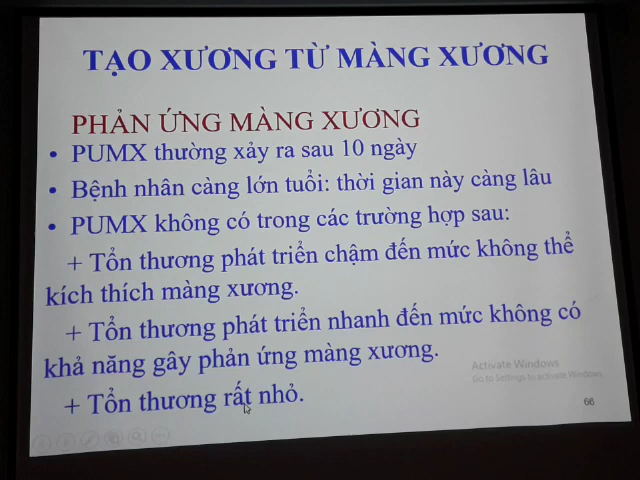 TẠO XƯƠNG TỪ MÀNG XƯƠNG
PHẢN ỨNG MÀNG XƯƠNG
• PUMX thường xảy ra sau 10 ngày
• Bệnh nhân càng lớn tuổi: thời gian này càng lâu
• PUMX không có trong các trường hợp sau:
+ Tổn thương phát triển chậm đến mức không thể
kích thích màng xương.
+ Tổn thương phát triển nhanh đến mức không có
khả năng gây phản ứng màng xương.
+ Tổn thương rất nhỏ.
Activate Windows
Go to Settings to activate Windows.
66